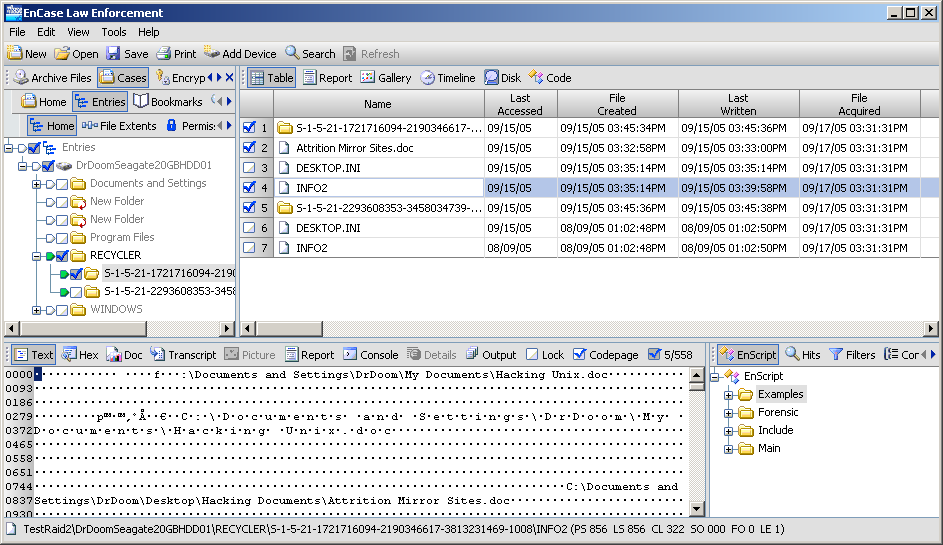 EnCase Law Enforcement
File Edit View Tools Help
New Open Save Print Add Device Search Refresh
Archive Files Cases Encryp
Home Entries Bookmarks
Home File Extents Permis
Entries
DrDoomSeagate20GBHDD01
Documents and Settings
New Folder
New Folder
Program Files
RECYCLER
S-1-5-21-1721716094-2190
S-1-5-21-2293608353-3458
WINDOWS
Table Report Gallery Timeline Disk Code
Name Last Accessed File Created Last Written File Acquired
1 S-1-5-21-1721716094-2190346617-... 09/15/05 09/15/05 03:45:34PM 09/15/05 03:45:36PM 09/17/05 03:31:31PM
2 Attrition Mirror Sites.doc 09/15/05 09/15/05 03:32:58PM 09/15/05 03:33:00PM 09/17/05 03:31:31PM
3 DESKTOP.INI 09/15/05 09/15/05 03:35:14PM 09/15/05 03:35:14PM 09/17/05 03:31:31PM
4 INFO2 09/15/05 09/15/05 03:35:14PM 09/15/05 03:39:58PM 09/17/05 03:31:31PM
5 S-1-5-21-2293608353-3458034739-... 09/15/05 09/15/05 03:45:36PM 09/15/05 03:45:38PM 09/17/05 03:31:31PM
6 DESKTOP.INI 08/09/05 08/09/05 01:02:48PM 08/09/05 01:02:50PM 09/17/05 03:31:31PM
7 INFO2 08/09/05 08/09/05 01:02:48PM 08/09/05 01:02:50PM 09/17/05 03:31:31PM
Text Hex Doc Transcript Picture Report Console Details Output Lock Codepage 5/558
0000 f···:\Documents and Settings\DrDoom\My Documents\Hacking Unix.doc
0093
0186
0279 p™·™‚°Å··€·C·:·\·D·o·c·u·m·e·n·t·s· ·a·n·d· ·S·e·t·t·i·n·g·s·\·D·r·D·o·o·m·\·M·y·
0372 D·o·c·u·m·e·n·t·s·\·H·a·c·k·i·n·g· ·U·n·i·x·.·d·o·c
0465
0558
0651
0744 C:\Documents and
0837 Settings\DrDoom\Desktop\Hacking Documents\Attrition Mirror Sites.doc
0930
EnScript Hits Filters Cor
EnScript
Examples
Forensic
Include
Main
TestRaid2\DrDoomSeagate20GBHDD01\RECYCLER\S-1-5-21-1721716094-2190346617-3813231469-1008\INFO2 (PS 856 LS 856 CL 322 SO 000 FO 0 LE 1)